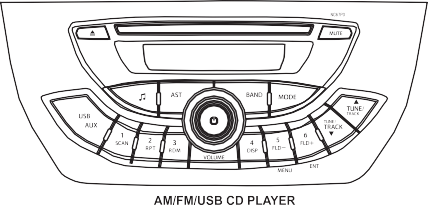 MUTE
AST
BAND
MODE
USB
AUX
1
SCAN
2
RPT
3
RDM
VOLUME
4
DISP
5
FLD−
6
FLD+
TUNE/
TRACK
TUNE/
TRACK
MENU
ENT
AM/FM/USB CD PLAYER